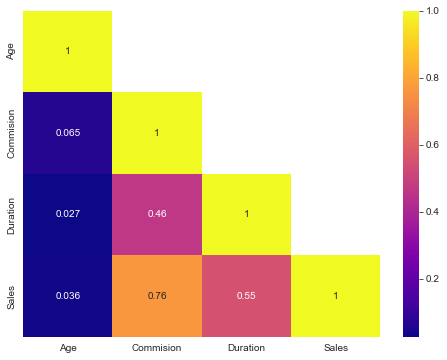 1
0.065 1
0.027 0.46 1
0.036 0.76 0.55 1
Age
Commision
Duration
Sales
Age Commision Duration Sales
1.0
0.8
0.6
0.4
0.2